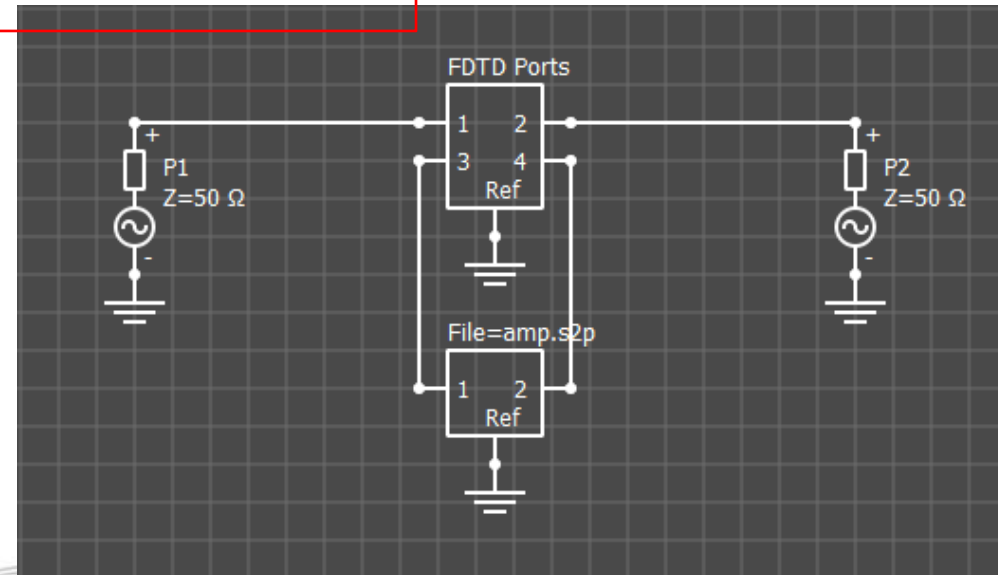 FDTD Ports
1 2
3 4
Ref
+
P1
Z=50 Ω
-
+
P2
Z=50 Ω
-
File=amp.s2p
1 2
Ref